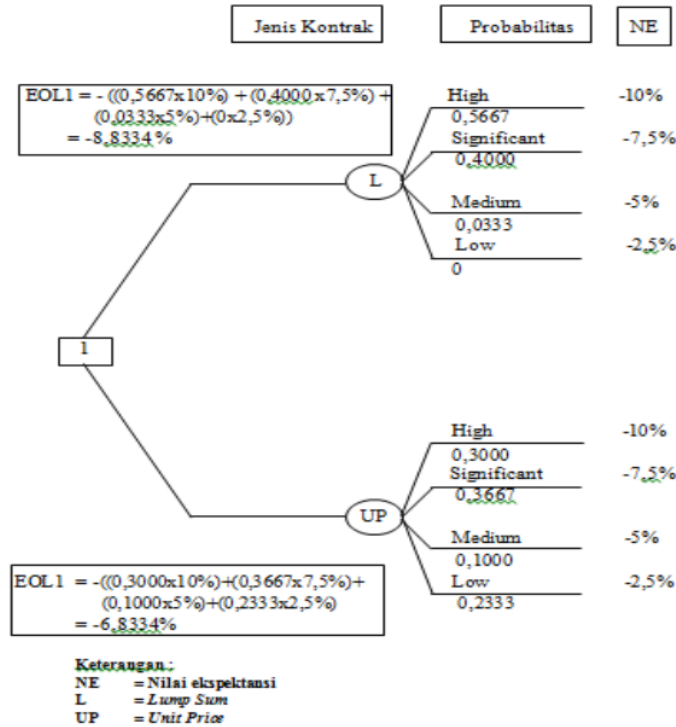 Jenis Kontrak
Probabilitas
NE
EOL1 = - ((0,5667x10%) + (0,4000x7,5%) +
(0,0333x5%)+(0x2,5%))
= -8,8334%
High
-10%
0,5667
Significant
-7,5%
0,4000
L
Medium
-5%
0,0333
Low
-2,5%
0
1
High
-10%
0,3000
Significant
-7,5%
0,3667
UP
Medium
-5%
0,1000
Low
-2,5%
0,2333
EOL1 = -((0,3000x10%)+(0,3667x7,5%)+
(0,1000x5%)+(0,2333x2,5%)
= -6,8334%
Keterangan :
NE = Nilai ekspektansi
L = Lump Sum
UP = Unit Price